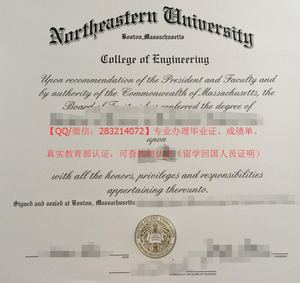 Northeastern University
Boston, Massachusetts
College of Engineering
Upon recommendation of the President and Faculty and
by authority of the Commonwealth of Massachusetts, the
Board of conferred the degree of
【QQ/微信：283214072】专业办理毕业证、成绩单、
upon
真实教育部认证，可查（留学回国人员证明）
with all the honors, privileges and responsibilities
appertaining thereunto.
Signed and sealed at Boston, Massachusetts